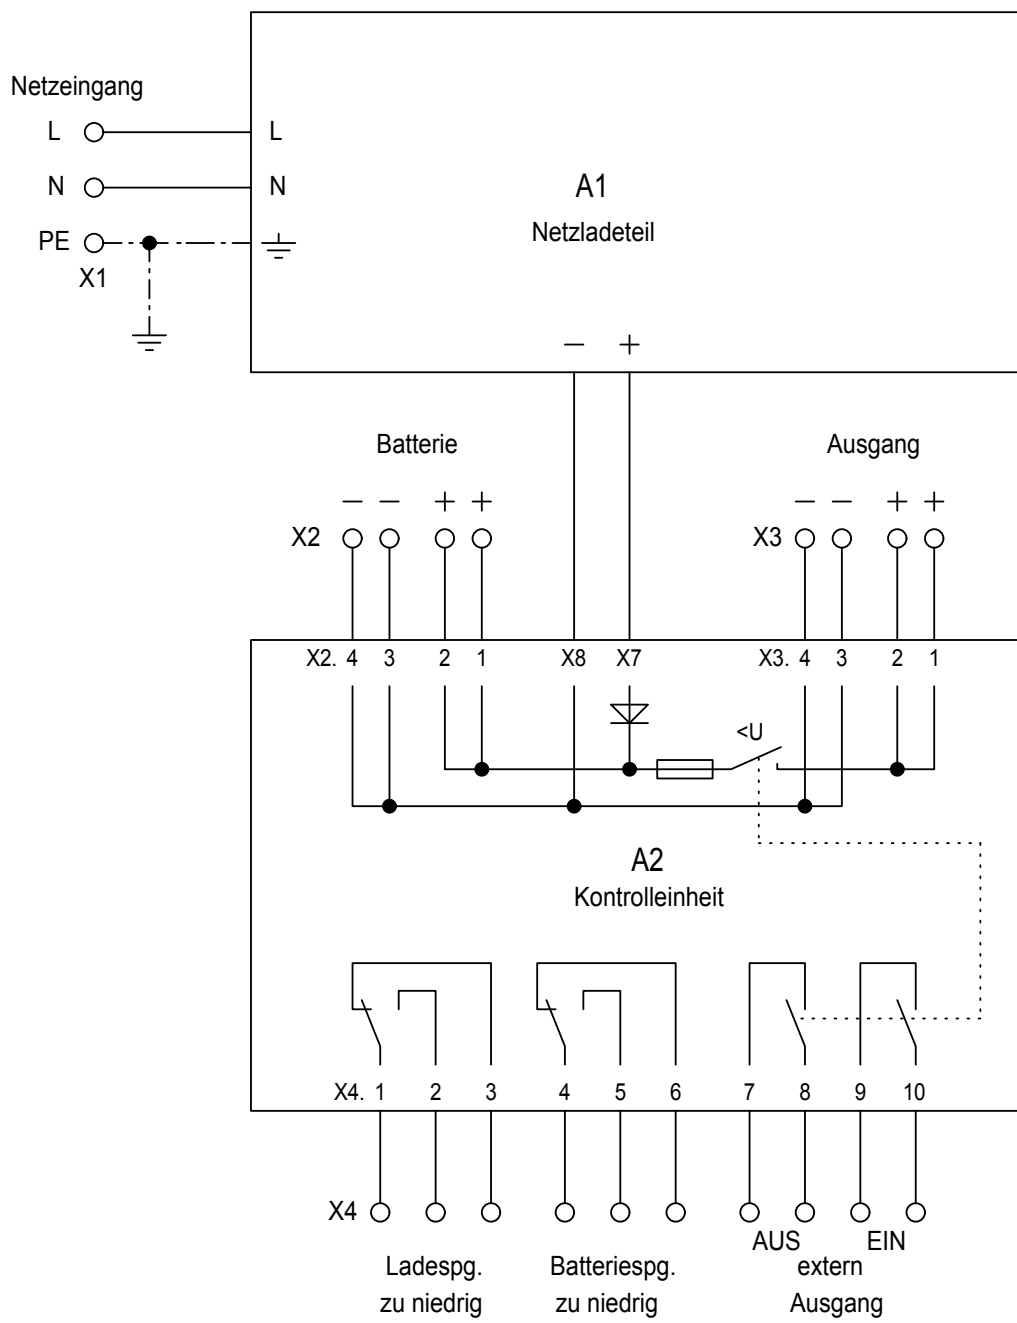 Netzeingang
L L
N N
PE
X1
A1
Netzladeteil
− +
Batterie Ausgang
− − + + − − + +
X2 X3
X2. 4 3 2 1 X8 X7 X3. 4 3 2 1
<U
A2
Kontrolleinheit
X4. 1 2 3 4 5 6 7 8 9 10
X4
AUS EIN
Ladespg. Batteriespg. extern
zu niedrig zu niedrig Ausgang